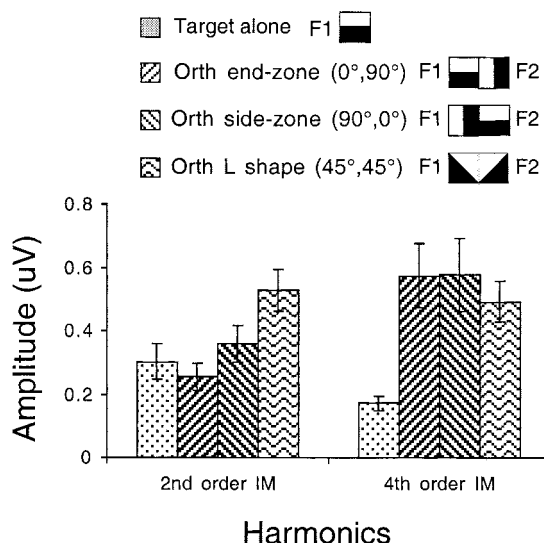 Target alone F1
Orth end-zone (0°,90°) F1 F2
Orth side-zone (90°,0°) F1 F2
Orth L shape (45°,45°) F1 F2
0.8
0.6
0.4
0.2
0
Amplitude (uV)
2nd order IM 4th order IM
Harmonics